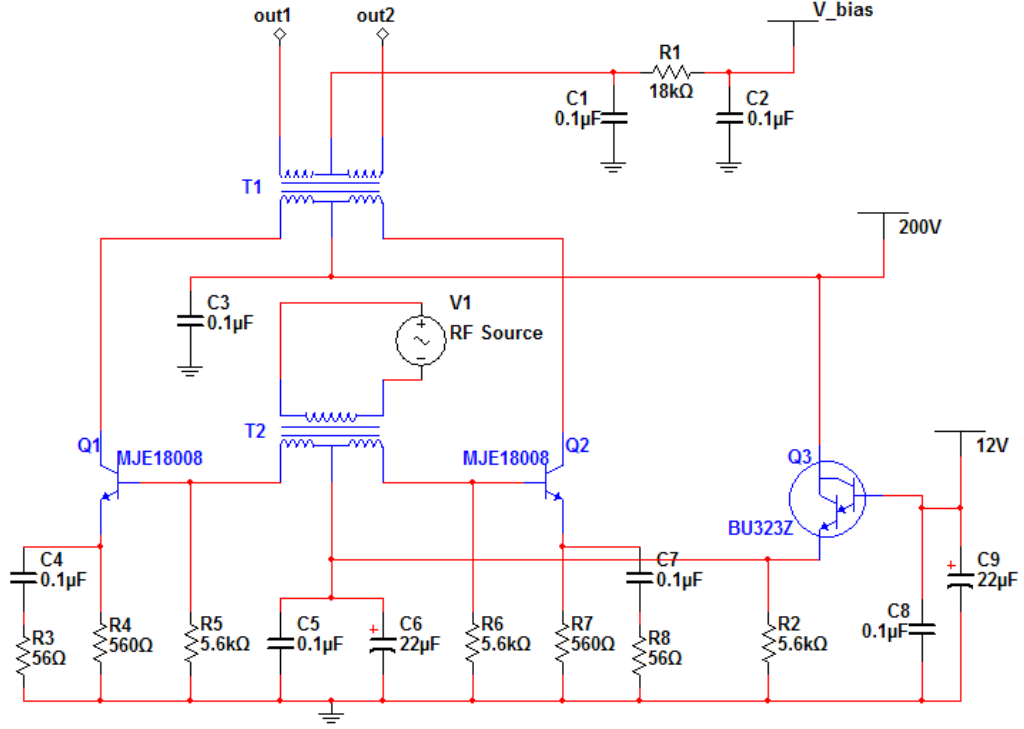 out1
out2
V_bias
R1
18kΩ
C1
0.1µF
C2
0.1µF
T1
200V
C3
0.1µF
V1
RF Source
T2
Q1
MJE18008
Q2
MJE18008
Q3
BU323Z
12V
C4
0.1µF
R3
56Ω
R4
560Ω
R5
5.6kΩ
C5
0.1µF
C6
22µF
R6
5.6kΩ
R7
560Ω
C7
0.1µF
R8
56Ω
R2
5.6kΩ
C8
0.1µF
C9
22µF